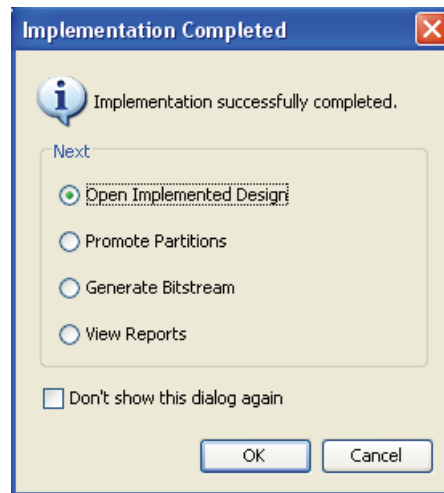 Implementation Completed
Implementation successfully completed.
Next
Open Implemented Design
Promote Partitions
Generate Bitstream
View Reports
Don't show this dialog again
OK
Cancel